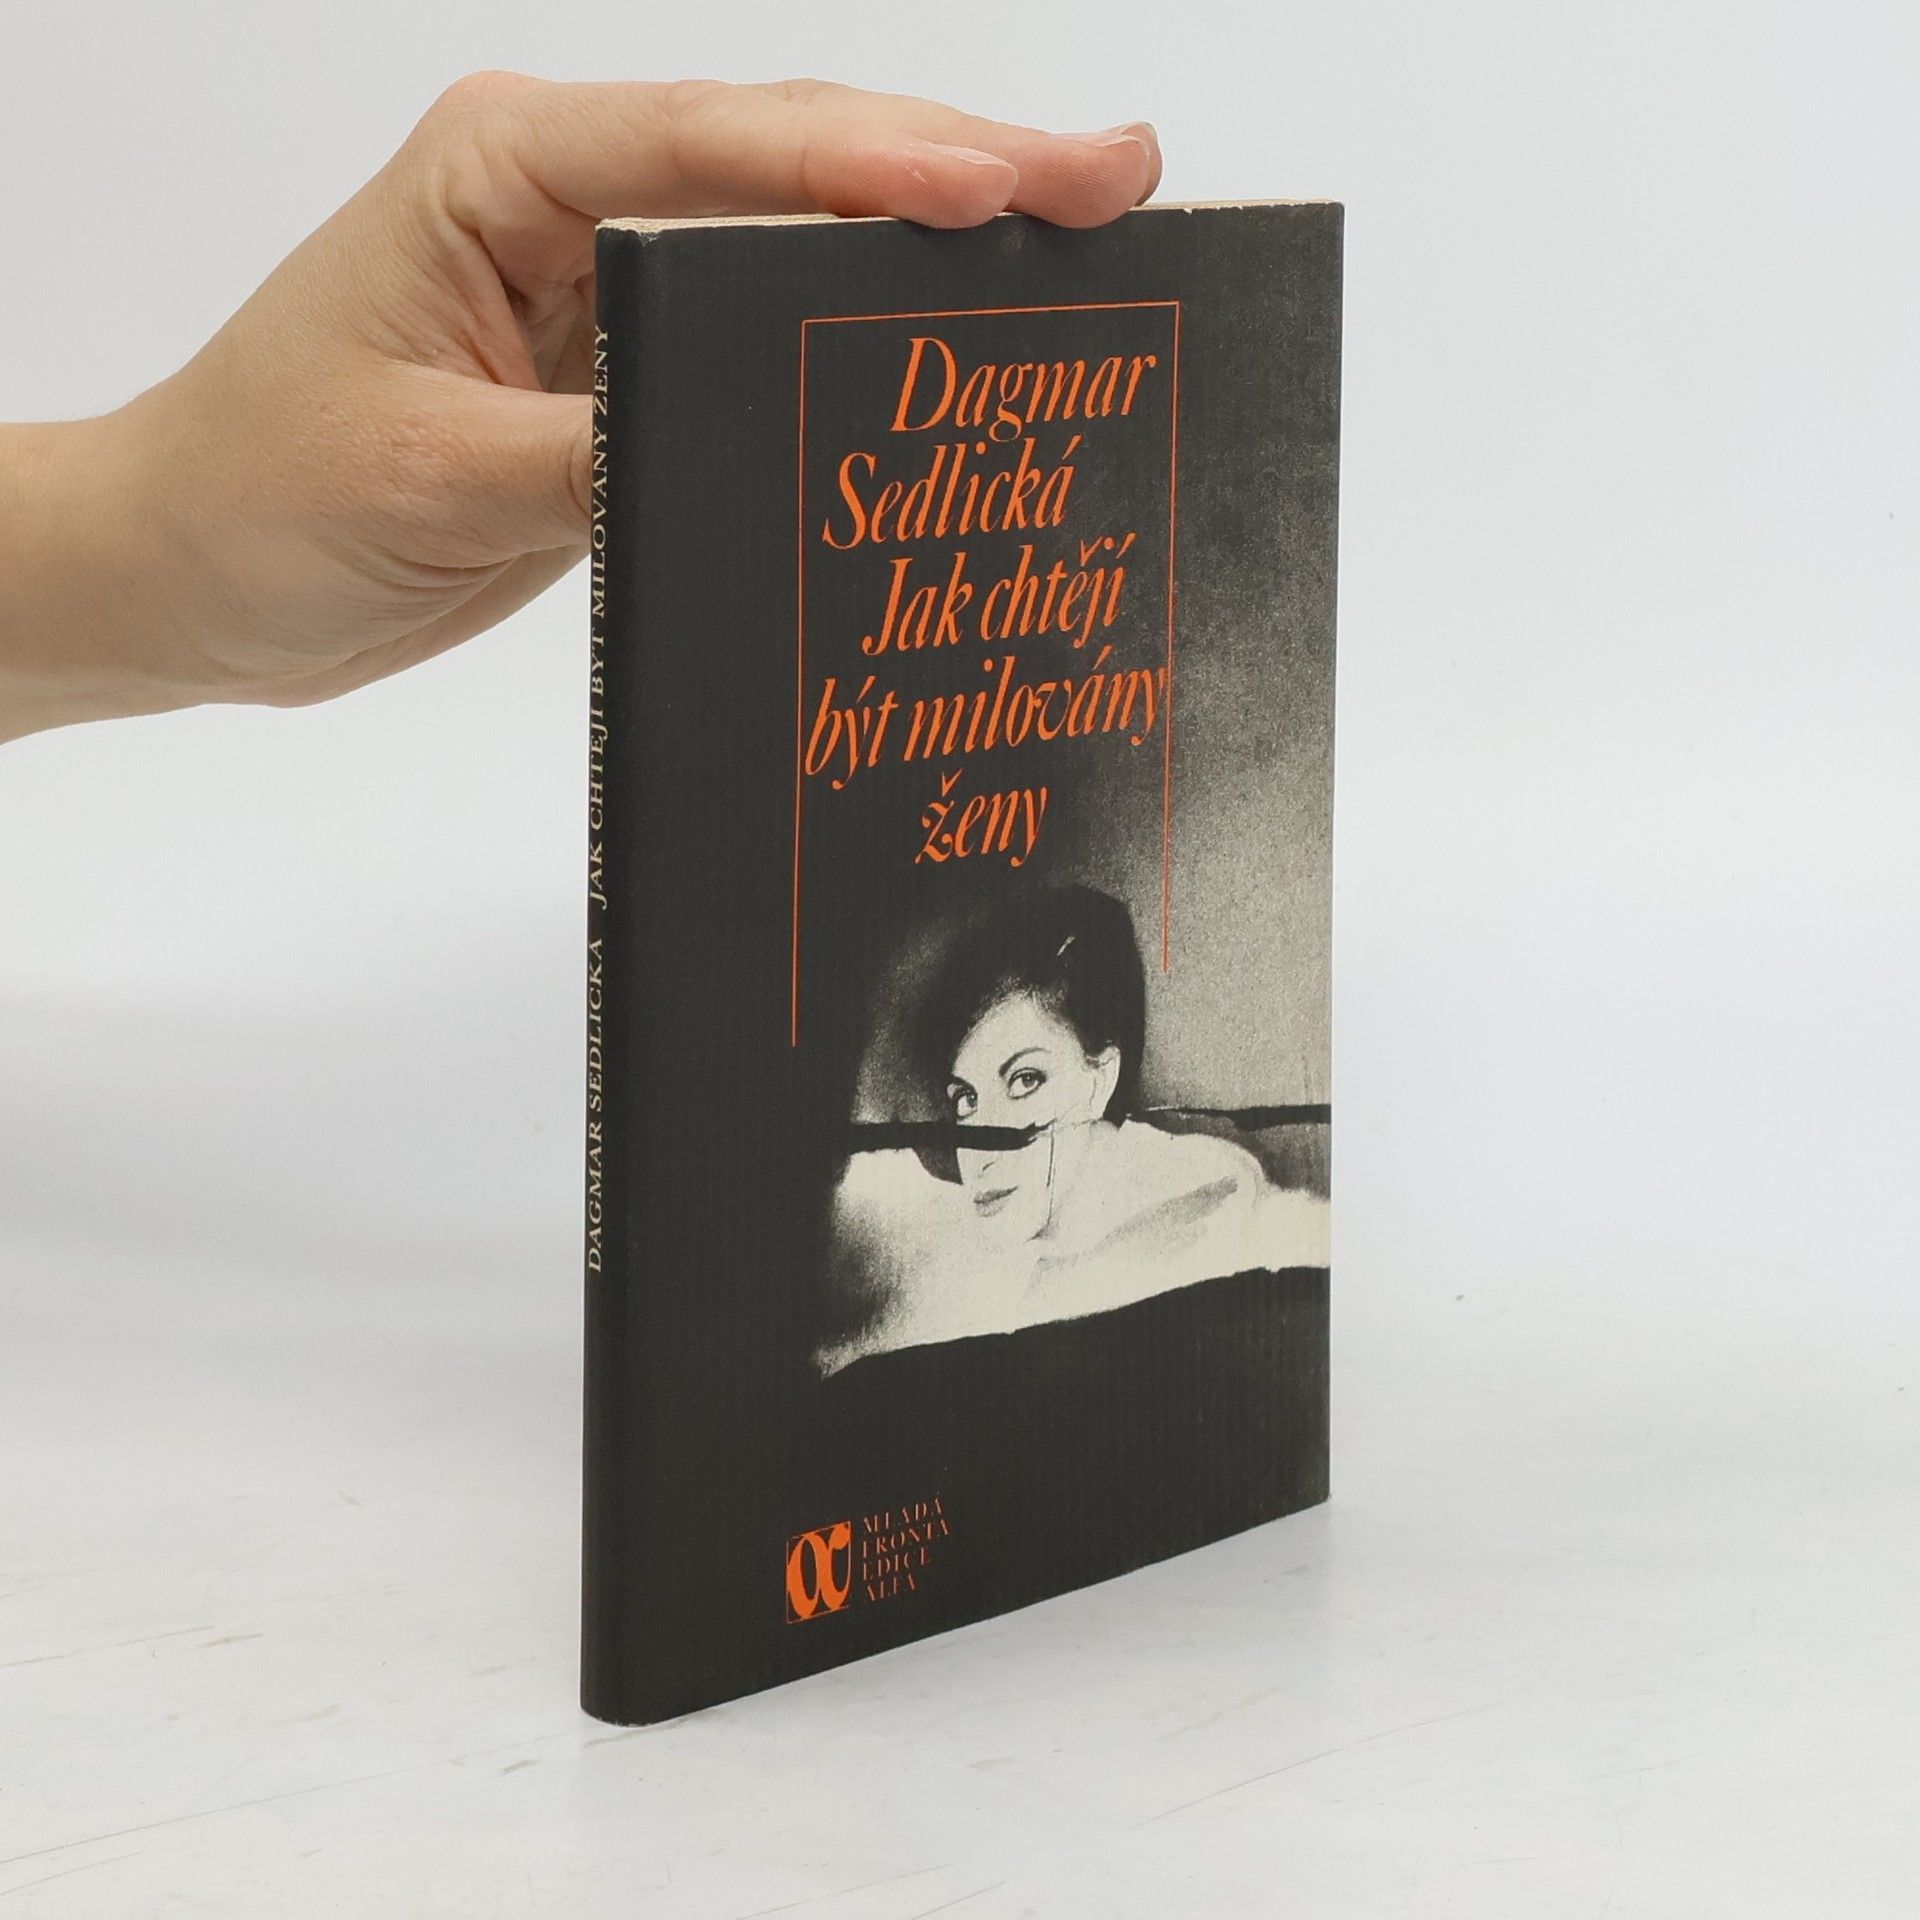 Dagmar
Sedlická
Jak chtějí
být milovány
ženy
MLADÁ
FRONTA
EDICE
ALFA
DAGMAR SEDLICKÁ JAK CHTĚJÍ BÝT MILOVÁNY ŽENY